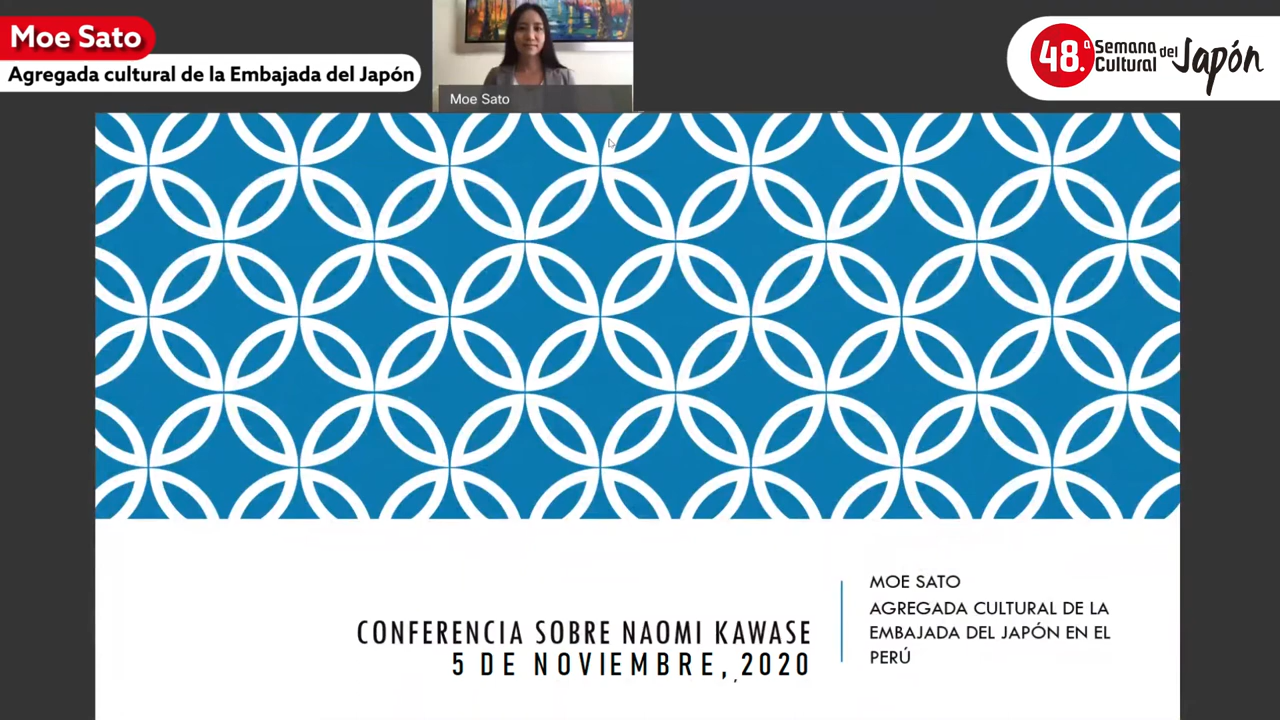 Moe Sato
Agregada cultural de la Embajada del Japón
Moe Sato
48.ª Semana Cultural del Japón
CONFERENCIA SOBRE NAOMI KAWASE
5 DE NOVIEMBRE, 2020
MOE SATO
AGREGADA CULTURAL DE LA
EMBAJADA DEL JAPÓN EN EL
PERÚ